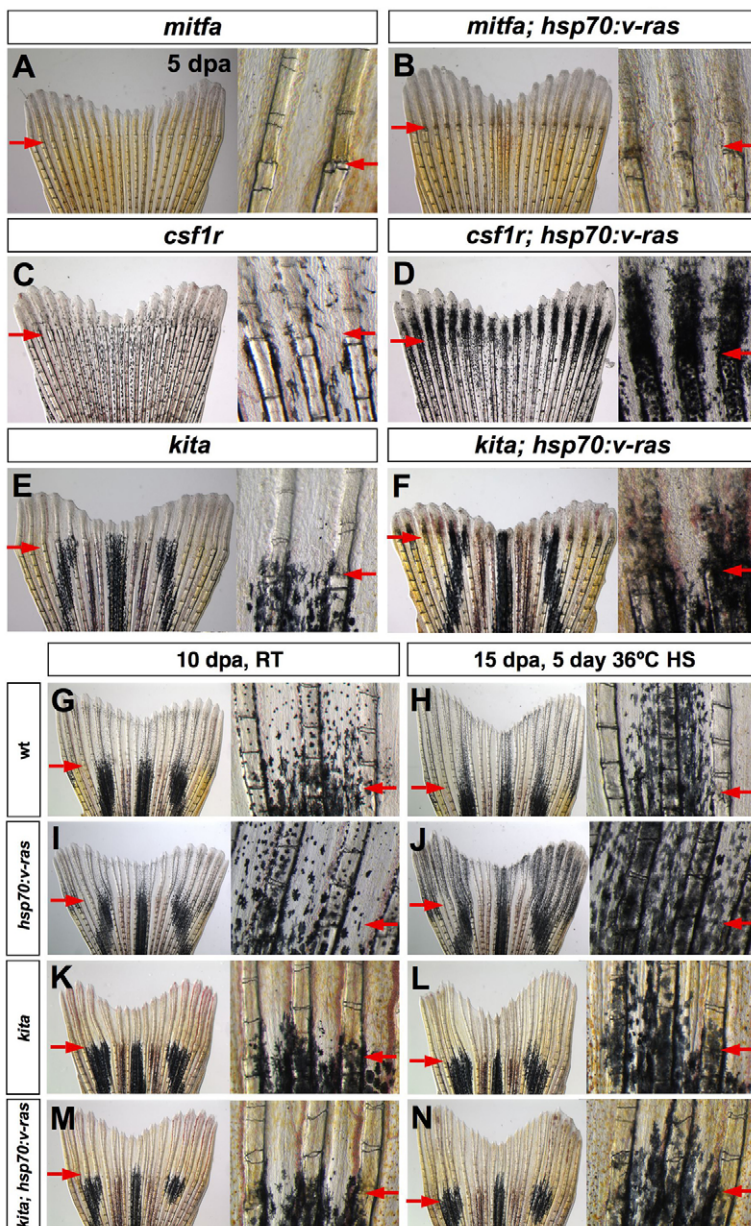 mitfa
mitfa; hsp70:v-ras
A
5 dpa
B
csf1r
csf1r; hsp70:v-ras
C
D
kita
kita; hsp70:v-ras
E
F
10 dpa, RT
15 dpa, 5 day 36ºC HS
wt
G
H
hsp70:v-ras
I
J
kita
K
L
kita; hsp70:v-ras
M
N